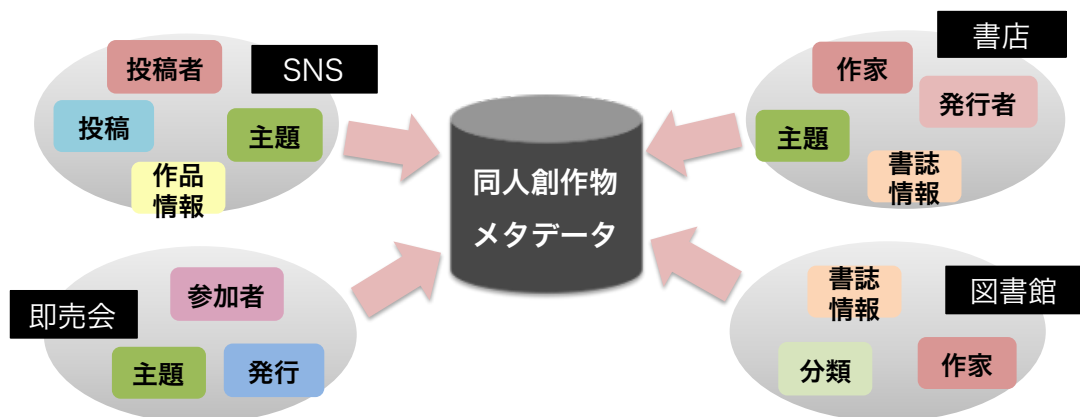 投稿者
SNS
投稿
主題
作品
情報
書店
作家
発行者
主題
書誌
情報
同人創作物
メタデータ
即売会
参加者
主題
発行
書誌
情報
図書館
分類
作家